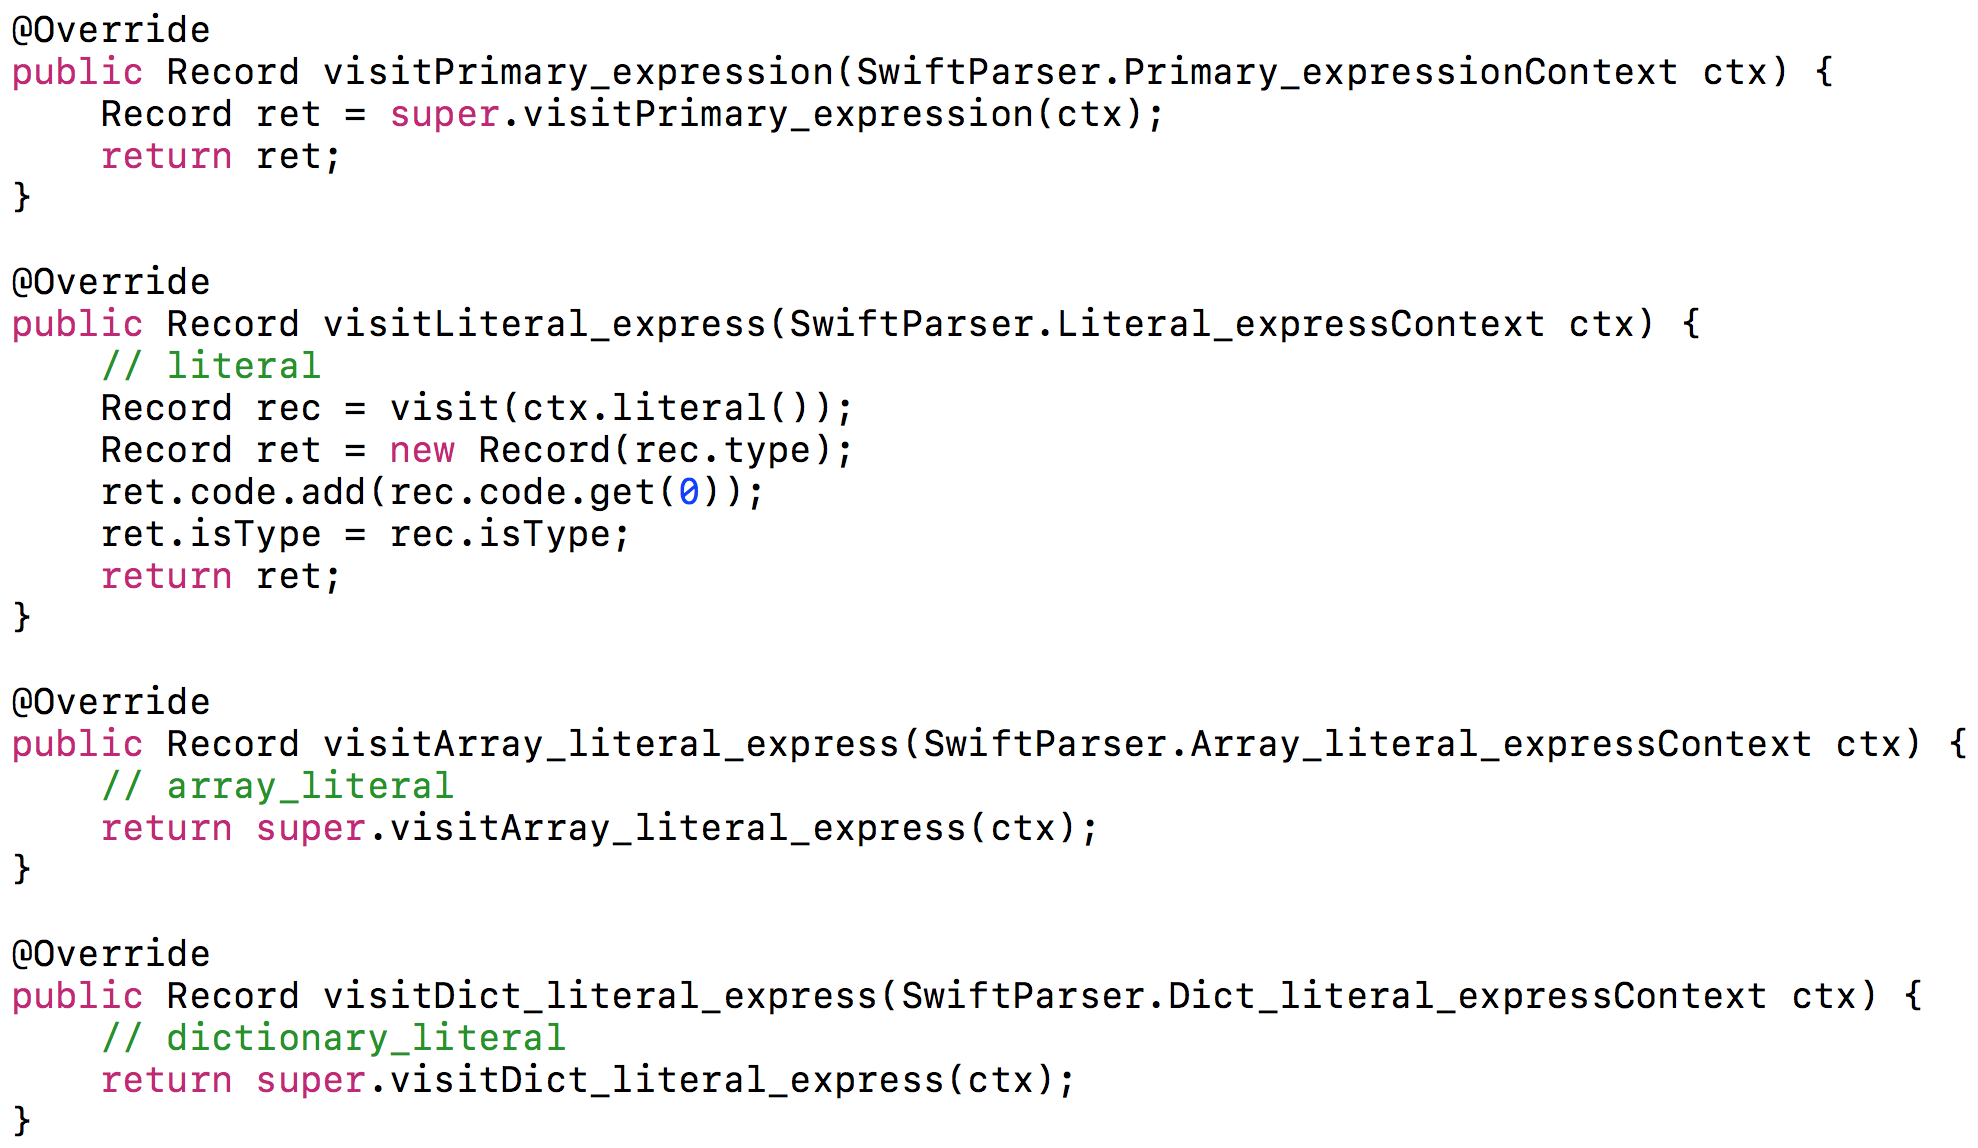 @Override
public Record visitPrimary_expression(SwiftParser.Primary_expressionContext ctx) {
    Record ret = super.visitPrimary_expression(ctx);
    return ret;
}

@Override
public Record visitLiteral_express(SwiftParser.Literal_expressContext ctx) {
    // literal
    Record rec = visit(ctx.literal());
    Record ret = new Record(rec.type);
    ret.code.add(rec.code.get(0));
    ret.isType = rec.isType;
    return ret;
}

@Override
public Record visitArray_literal_express(SwiftParser.Array_literal_expressContext ctx) {
    // array_literal
    return super.visitArray_literal_express(ctx);
}

@Override
public Record visitDict_literal_express(SwiftParser.Dict_literal_expressContext ctx) {
    // dictionary_literal
    return super.visitDict_literal_express(ctx);
}